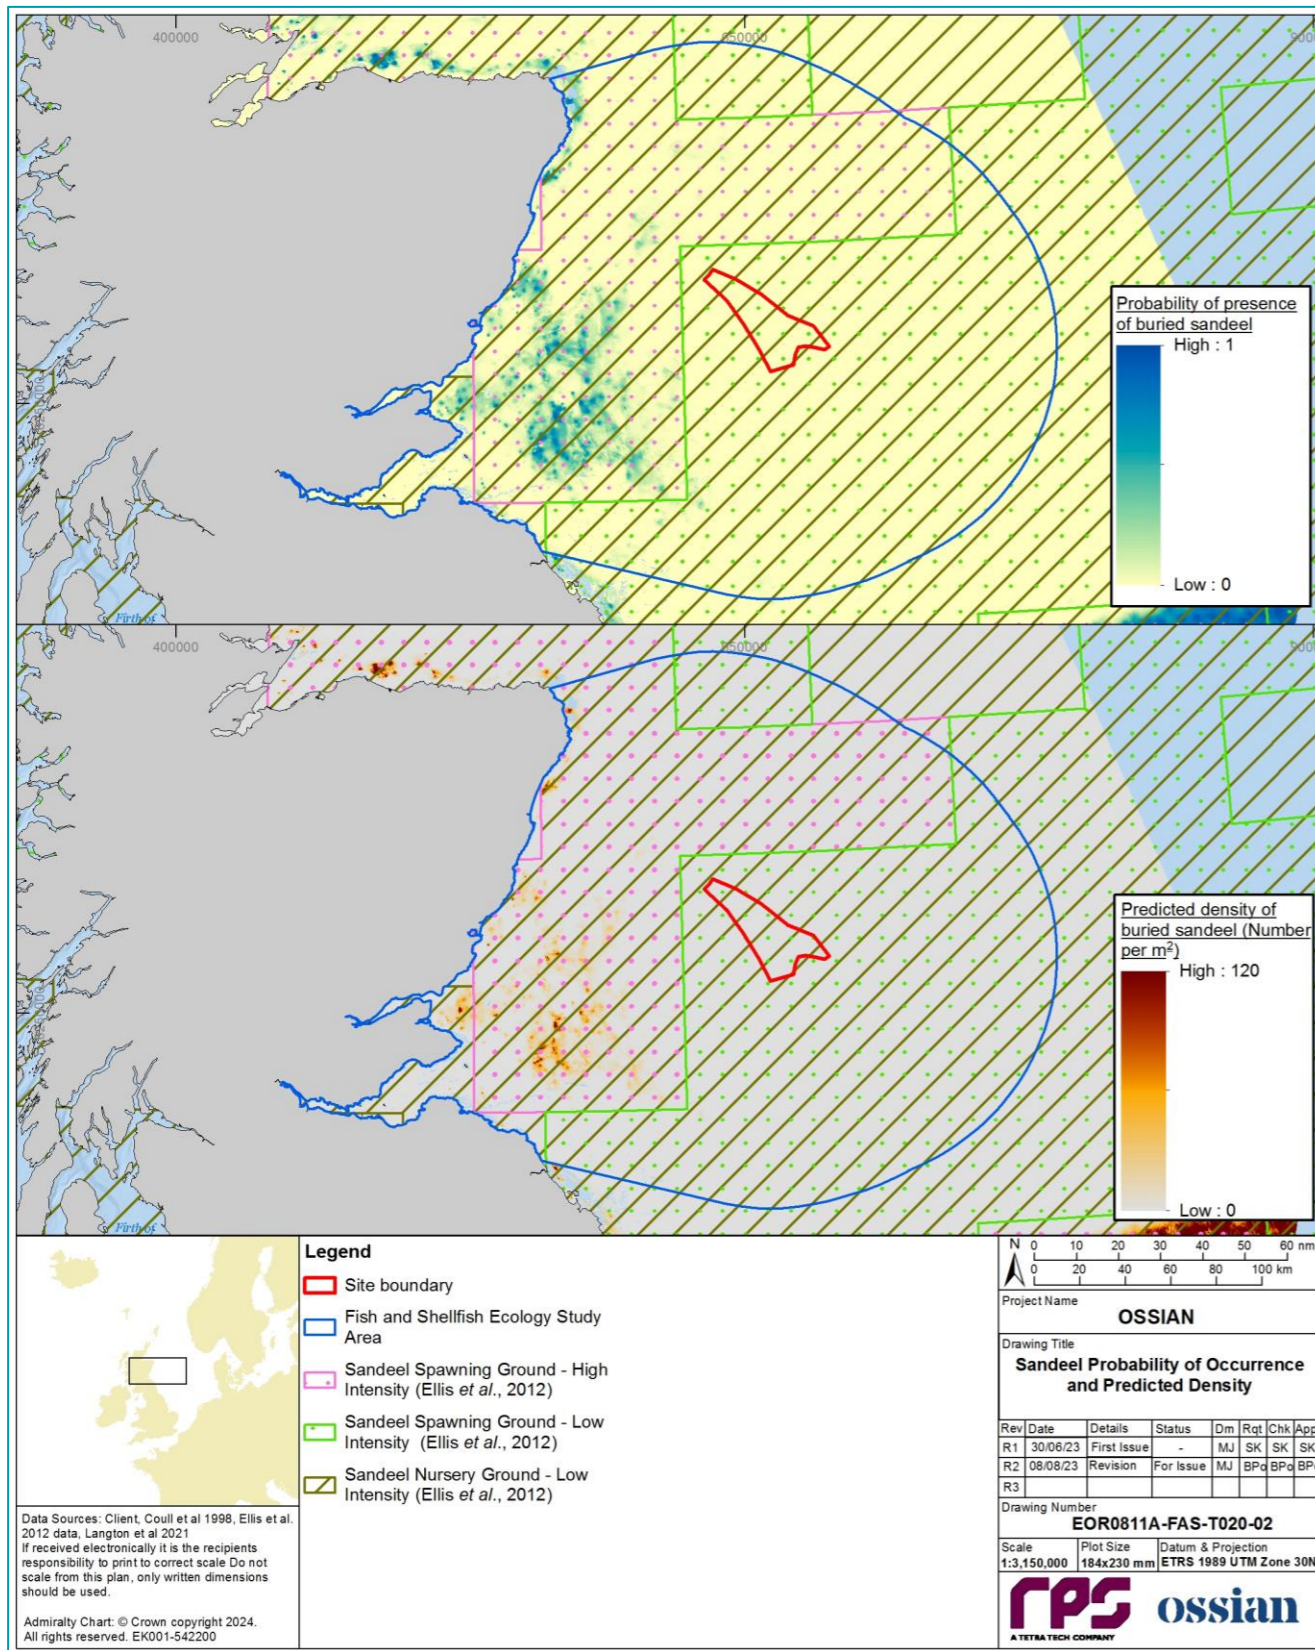 400000
650000
Probability of presence
of buried sandeel
High : 1
Low : 0
Firth of
400000
650000
Predicted density of
buried sandeel (Number
per m²)
High : 120
Low : 0
Firth of
Legend
Site boundary
Fish and Shellfish Ecology Study
Area
Sandeel Spawning Ground - High
Intensity (Ellis et al., 2012)
Sandeel Spawning Ground - Low
Intensity (Ellis et al., 2012)
Sandeel Nursery Ground - Low
Intensity (Ellis et al., 2012)
Data Sources: Client, Coull et al 1998, Ellis et al.
2012 data, Langton et al 2021
If received electronically it is the recipients
responsibility to print to correct scale Do not
scale from this plan, only written dimensions
should be used.
Admiralty Chart: © Crown copyright 2024.
All rights reserved. EK001-542200
N
0 10 20 30 40 50 60 nm
0 20 40 60 80 100 km
Project Name
OSSIAN
Drawing Title
Sandeel Probability of Occurrence
and Predicted Density
Rev Date Details Status Dm Rqt Chk App
R1 30/06/23 First Issue - MJ SK SK SK
R2 08/08/23 Revision For Issue MJ BPo BPo BPo
R3
Drawing Number
EOR0811A-FAS-T020-02
Scale Plot Size Datum & Projection
1:3,150,000 184x230 mm ETRS 1989 UTM Zone 30N
rps
A TETRA TECH COMPANY
ossian